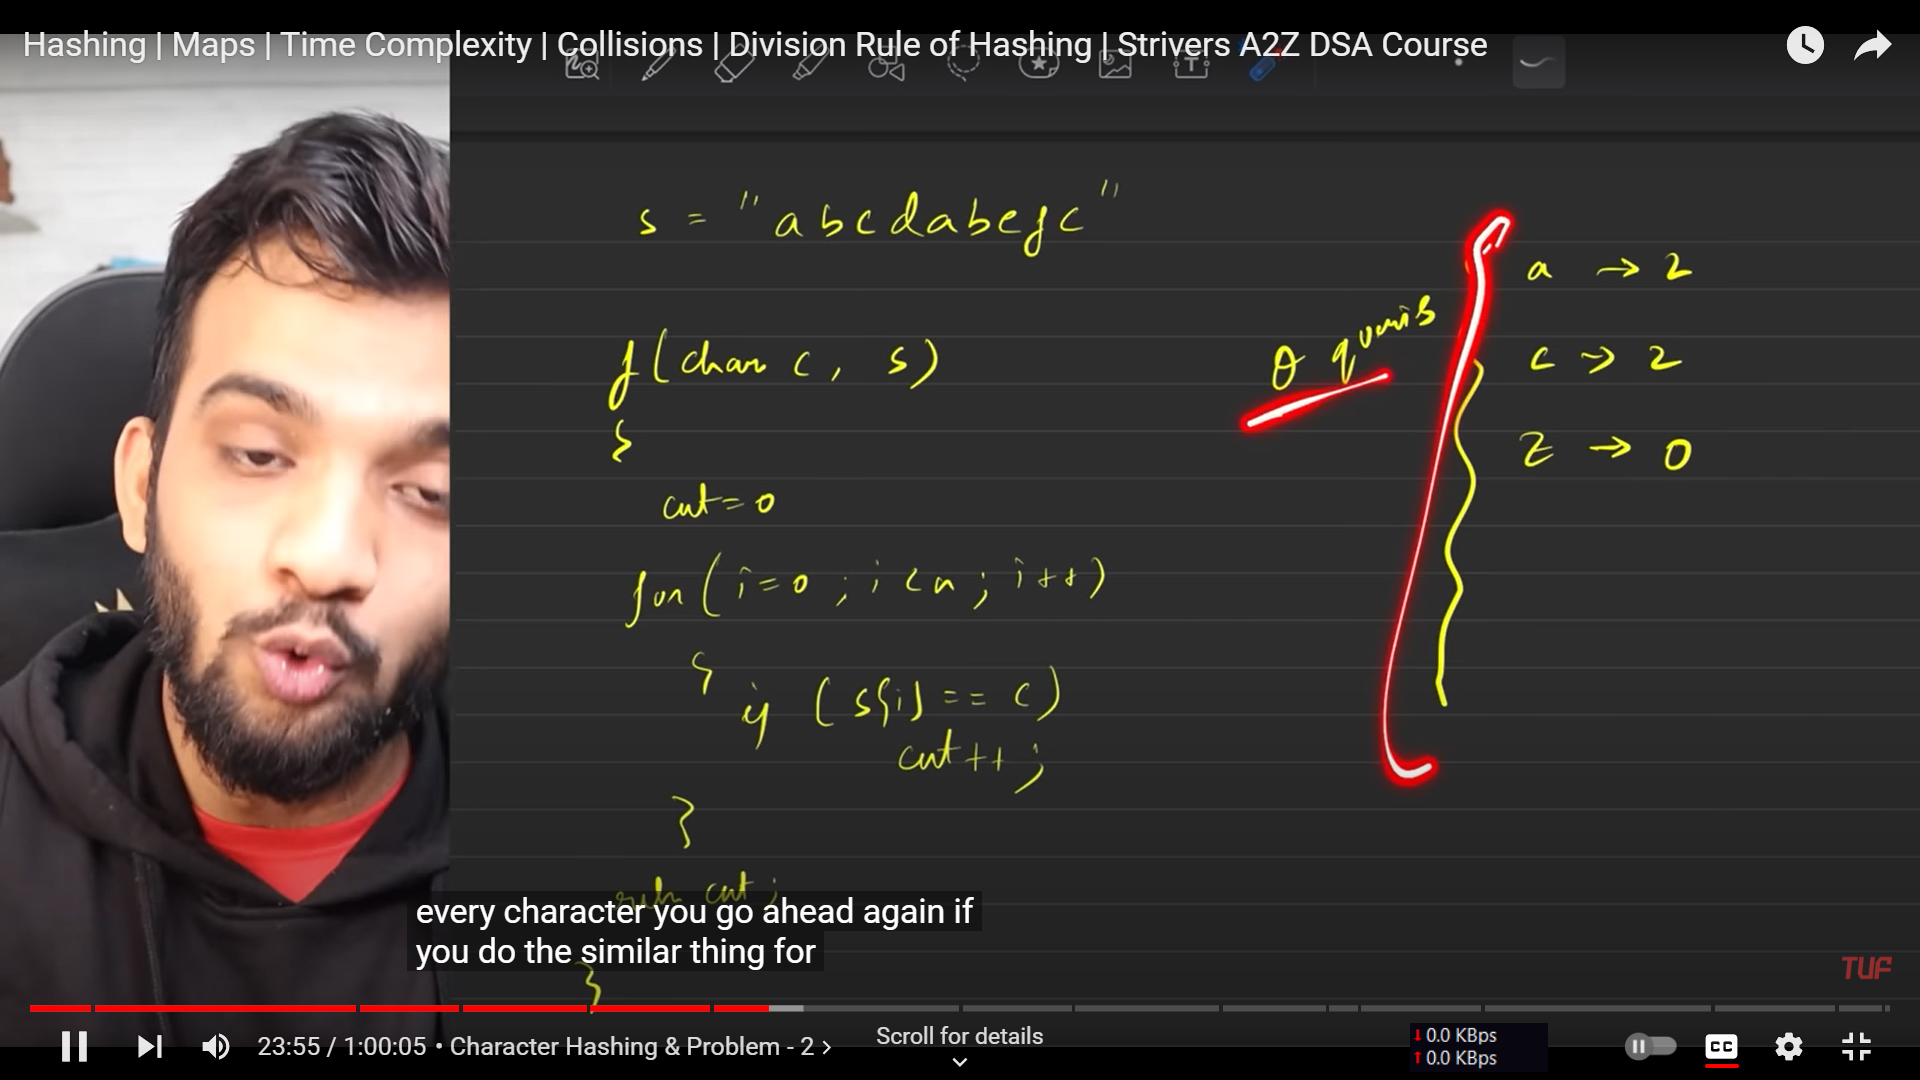 Hashing | Maps | Time Complexity | Collisions | Division Rule of Hashing | Strivers A2Z DSA Course
s = "abcdabefc"
a → 2
f(char c, s)
Q queries
c → 2
{
z → 0
cnt = 0
for(i=0; i<n; i++)
{
if (s[i] == c)
cnt++;
}
cnt;
every character you go ahead again if
you do the similar thing for
}
TUF
23:55 / 1:00:05 • Character Hashing & Problem - 2 >
Scroll for details
0.0 KBps
0.0 KBps
CC